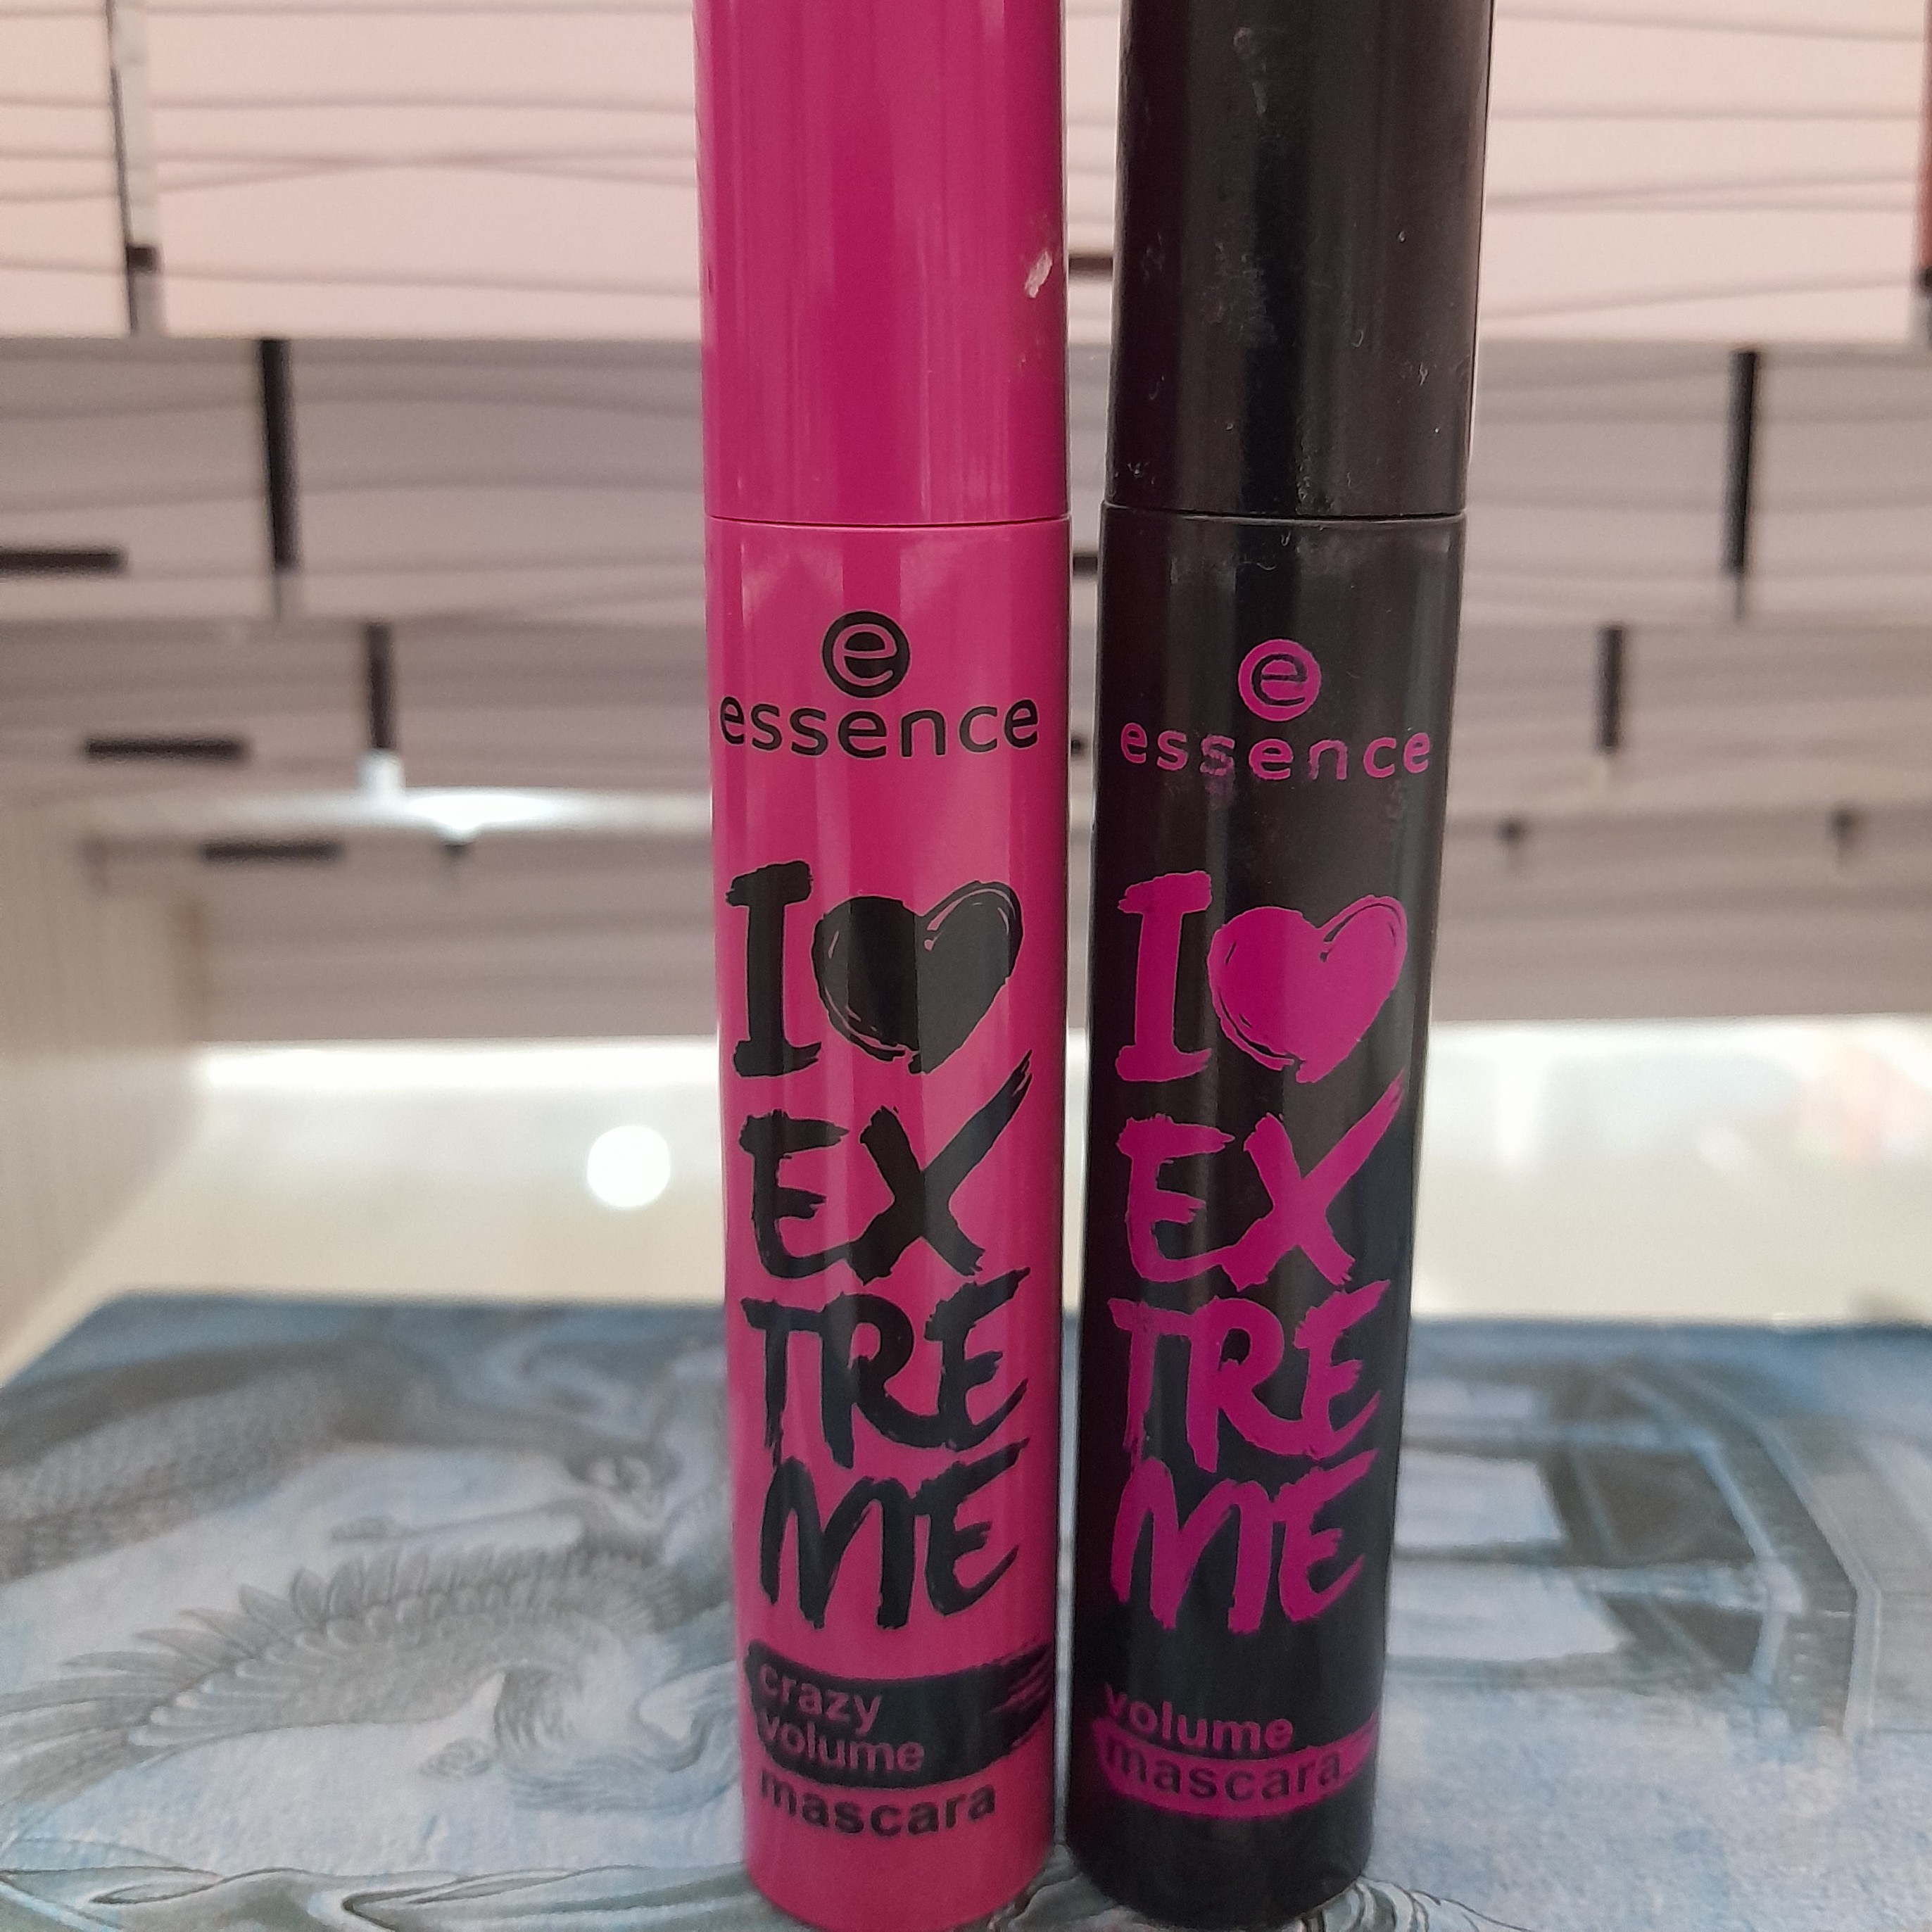 e
essence
I
EX
TRE
ME
crazy
volume
mascara
e
essence
I
EX
TRE
ME
volume
mascara